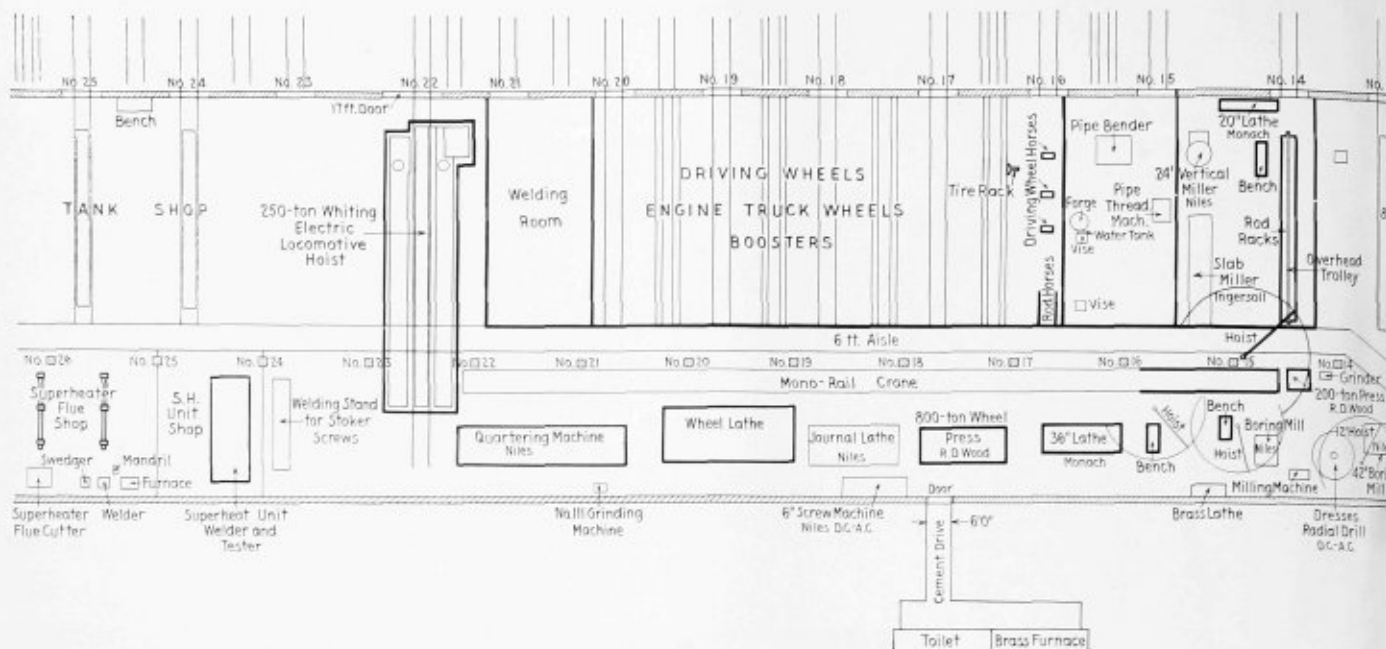 No. 25
No. 24
No. 23
No. 22
No. 21
No. 20
No. 19
No. 18
No. 17
No. 16
No. 15
No. 14
No.
Bench
17 ft. Door
TANK SHOP
250-ton Whiting
Electric
Locomotive
Hoist
Welding
Room
DRIVING WHEELS
ENGINE TRUCK WHEELS
BOOSTERS
Tire Rack
Driving Wheel Horses
Rod Horses
Pipe Bender
Forge
Water Tank
Vise
Pipe
Thread
Mach.
Vise
20" Lathe
Monach
24" Vertical
Miller
Niles
Bench
Rod
Racks
Slab
Miller
Ingersoll
Overhead
Trolley
Hoist
6 ft. Aisle
No. 26
No. 25
No. 24
No. 23
No. 22
No. 21
No. 20
No. 19
No. 18
No. 17
No. 16
No. 15
No. 14
Mono-Rail Crane
Grinder
200-ton Press
R.D. Wood
Superheater
Flue
Shop
S.H.
Unit
Shop
Welding Stand
for Stoker
Screws
Quartering Machine
Niles
Wheel Lathe
Journal Lathe
Niles
800-ton Wheel
Press
R.D. Wood
36" Lathe
Monach
Hoist
Bench
Bench
Hoist
Boring Mill
Niles
12' Hoist
42" Bori
Mill
Swedger
Mandril
Furnace
Welder
Superheater
Flue Cutter
Superheat Unit
Welder and
Tester
No. 111 Grinding
Machine
6" Screw Machine
Niles D.C.-A.C.
Door
6'0"
Cement Drive
Milling Machine
Brass Lathe
Dresses
Radial Drill
D.C.-A.C.
Toilet
Brass Furnace